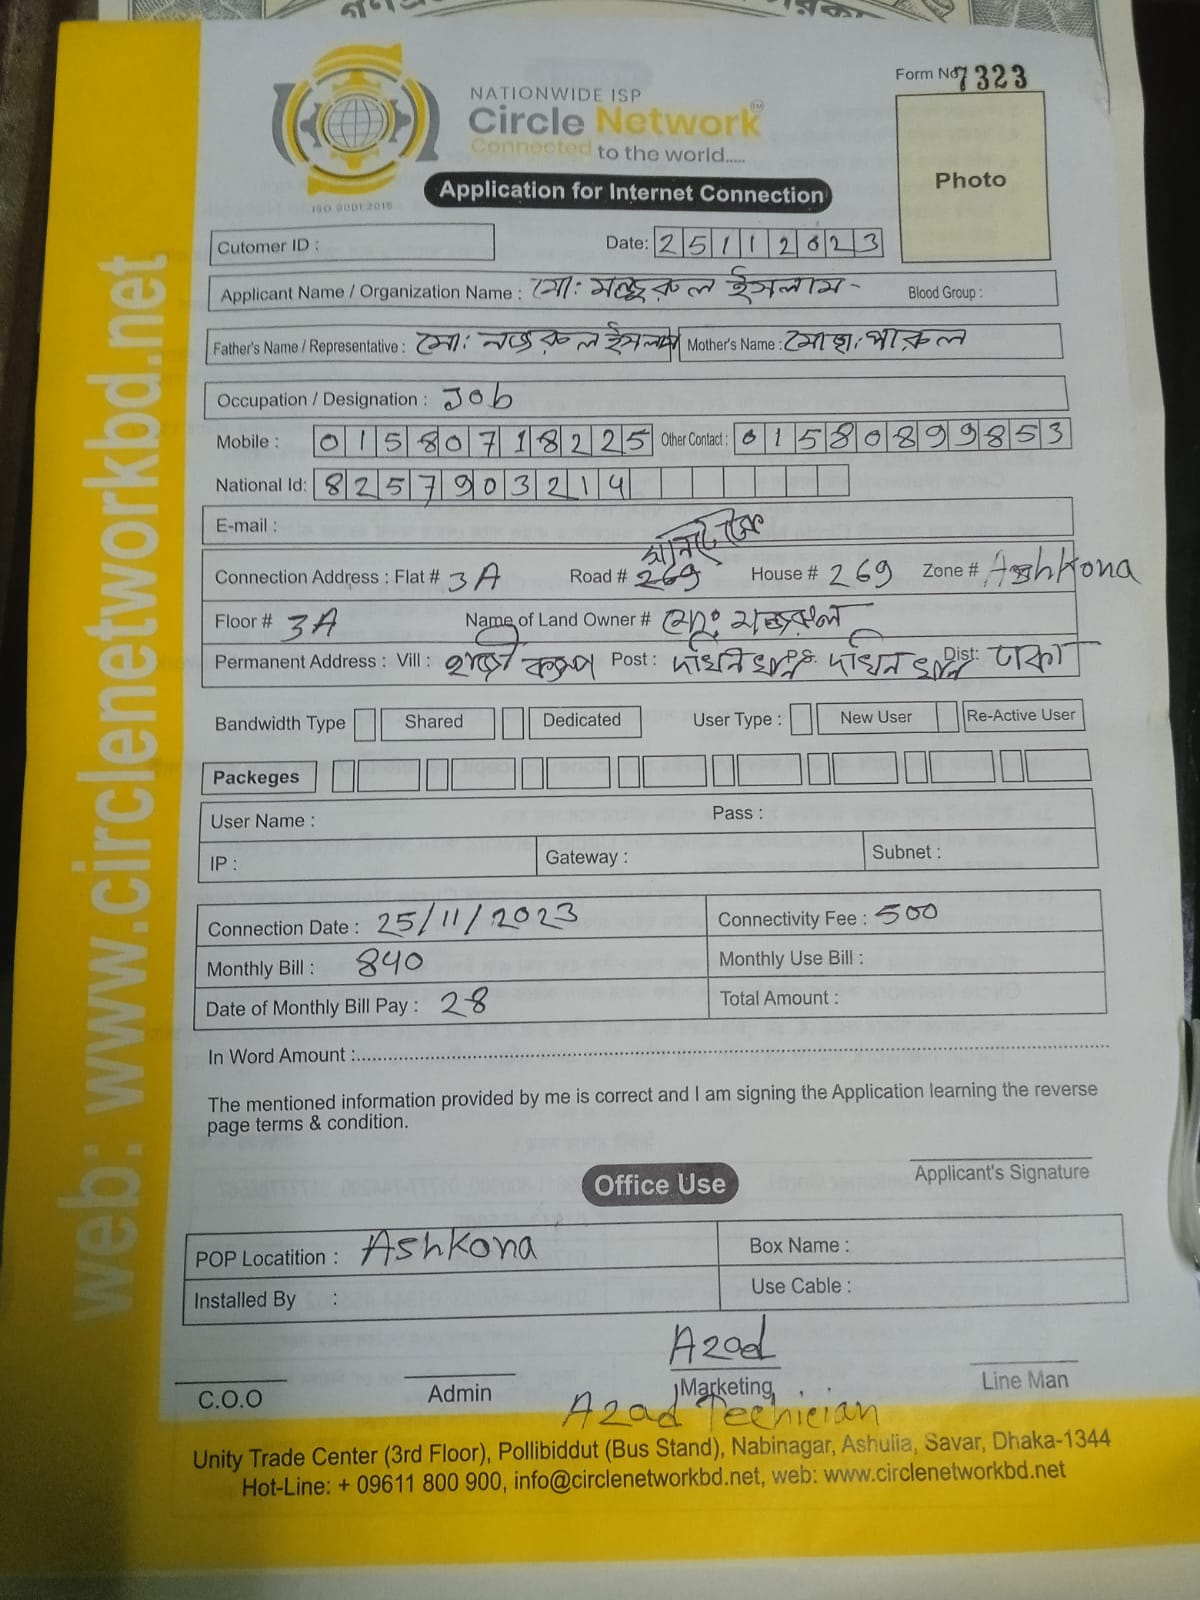 Form No 7323
NATIONWIDE ISP
Circle Network
Connected to the world.....
ISO 9001:2015
Photo
Application for Internet Connection
Cutomer ID :
Date: 25112023
Applicant Name / Organization Name : মো: মঞ্জুরুল ইসলাম - Blood Group :
Father's Name / Representative : মো: নজরুল ইসলাম Mother's Name : মোছা: পারুল
Occupation / Designation : Job
Mobile : 01580718225 Other Contact : 01580899853
National Id: 8257903214
E-mail :
Connection Address : Flat # 3A Road # 269 House # 269 Zone # Ashkona
Floor # 3A Name of Land Owner #
Permanent Address : Vill : Post : P.S. Dist: ঢাকা
Bandwidth Type Shared Dedicated User Type : New User Re-Active User
Packeges
User Name : Pass :
IP : Gateway : Subnet :
Connection Date : 25/11/2023 Connectivity Fee : 500
Monthly Bill : 840 Monthly Use Bill :
Date of Monthly Bill Pay : 28 Total Amount :
In Word Amount :
The mentioned information provided by me is correct and I am signing the Application learning the reverse
page terms & condition.
Applicant's Signature
Office Use
POP Locatition : Ashkona Box Name :
Installed By : Use Cable :
Azad
C.O.O Admin Marketing Line Man
Azad Techician
Unity Trade Center (3rd Floor), Pollibiddut (Bus Stand), Nabinagar, Ashulia, Savar, Dhaka-1344
Hot-Line: + 09611 800 900, info@circlenetworkbd.net, web: www.circlenetworkbd.net
web: www.circlenetworkbd.net